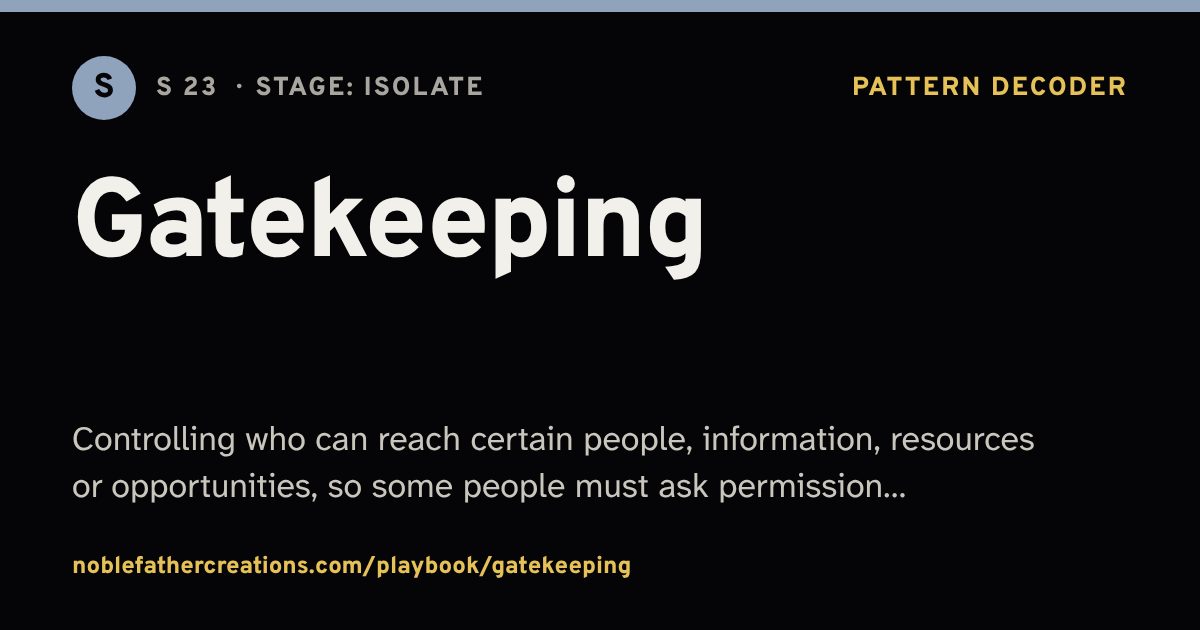 S S 23 · STAGE: ISOLATE PATTERN DECODER
Gatekeeping
Controlling who can reach certain people, information, resources
or opportunities, so some people must ask permission...
noblefathercreations.com/playbook/gatekeeping